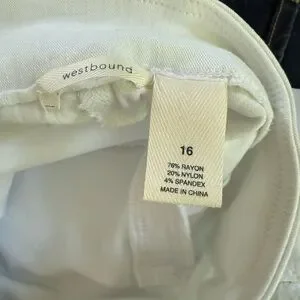 westbound
16
76% RAYON
20% NYLON
4% SPANDEX
MADE IN CHINA